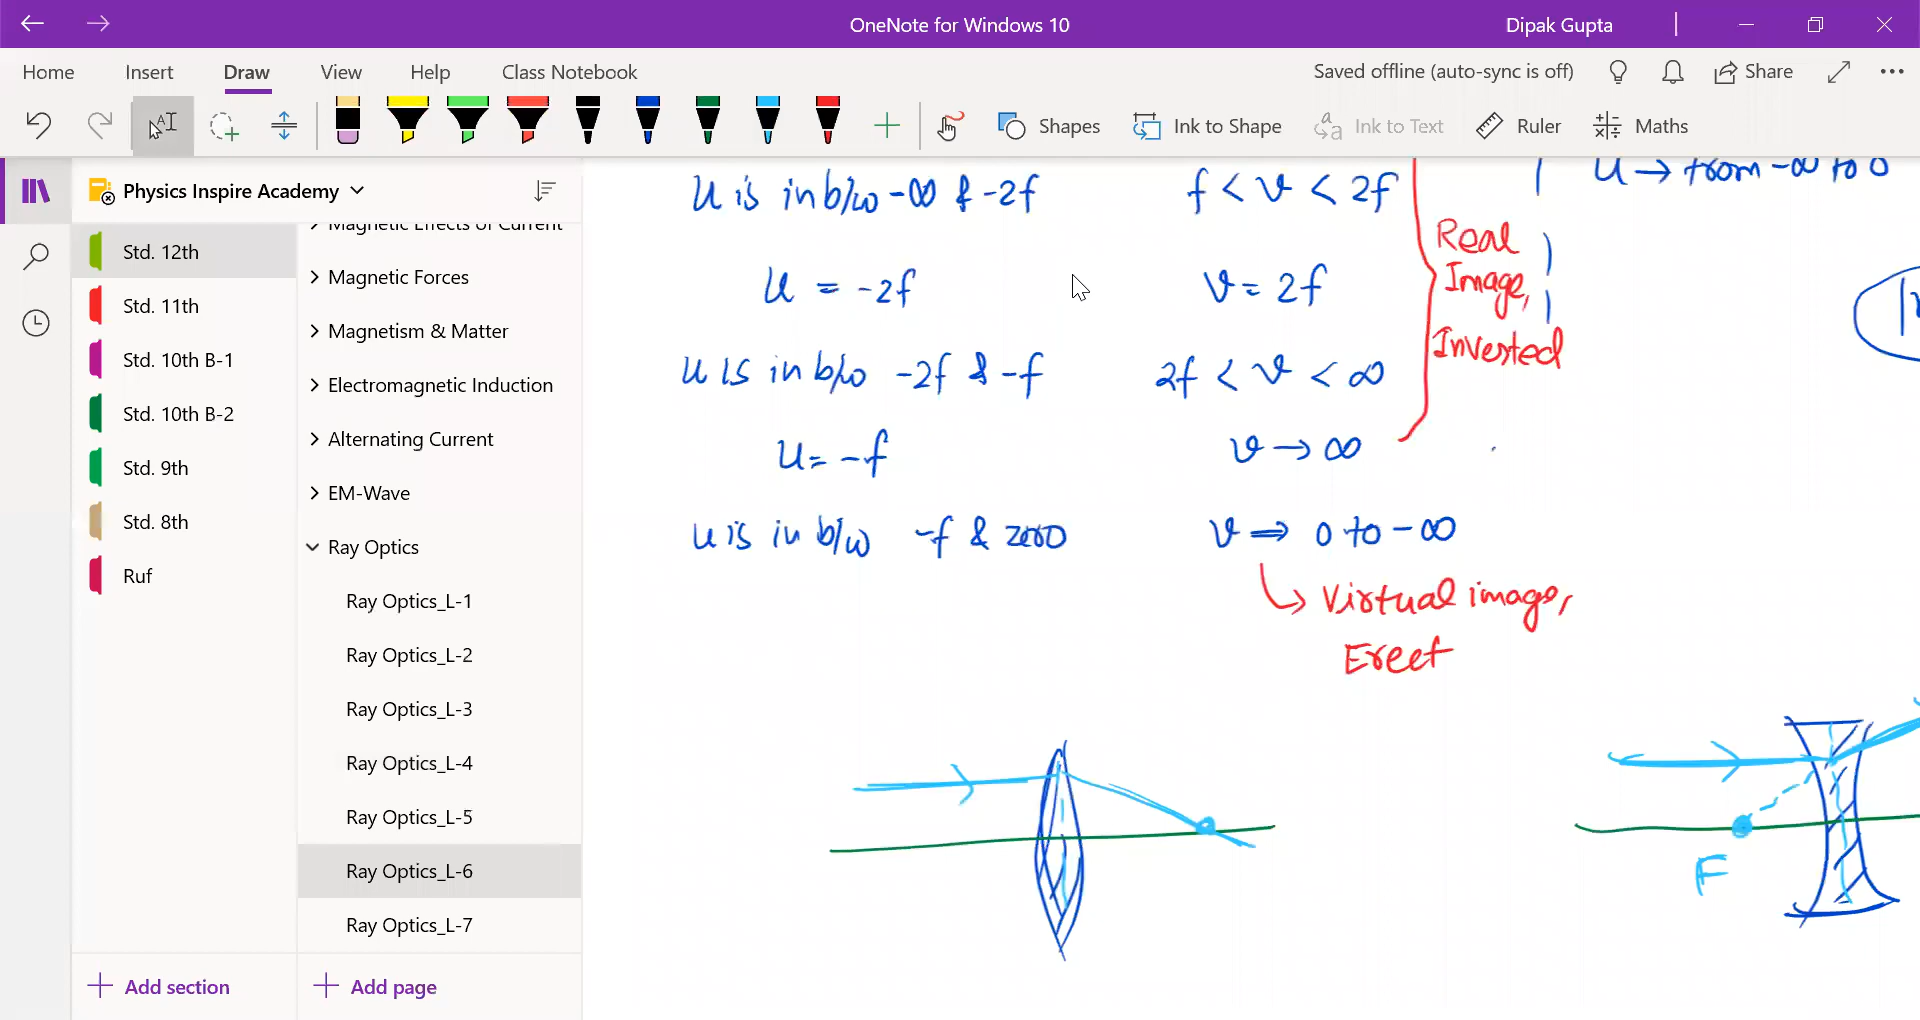 OneNote for Windows 10
Dipak Gupta
Home Insert Draw View Help Class Notebook
Saved offline (auto-sync is off)
Share
Shapes
Ink to Shape
Ink to Text
Ruler
Maths
Physics Inspire Academy
Std. 12th
Std. 11th
Std. 10th B-1
Std. 10th B-2
Std. 9th
Std. 8th
Ruf
Add section
Magnetic Effects of Current
Magnetic Forces
Magnetism & Matter
Electromagnetic Induction
Alternating Current
EM-Wave
Ray Optics
Ray Optics_L-1
Ray Optics_L-2
Ray Optics_L-3
Ray Optics_L-4
Ray Optics_L-5
Ray Optics_L-6
Ray Optics_L-7
Add page
u is in b/w -∞ & -2f f < v < 2f
u = -2f v = 2f
u is in b/w -2f & -f 2f < v < ∞
u = -f v → ∞
u is in b/w -f & zero v ⇒ 0 to -∞
Real
Image,
Inverted
Virtual image,
Erect
u → from -∞ to 0
F